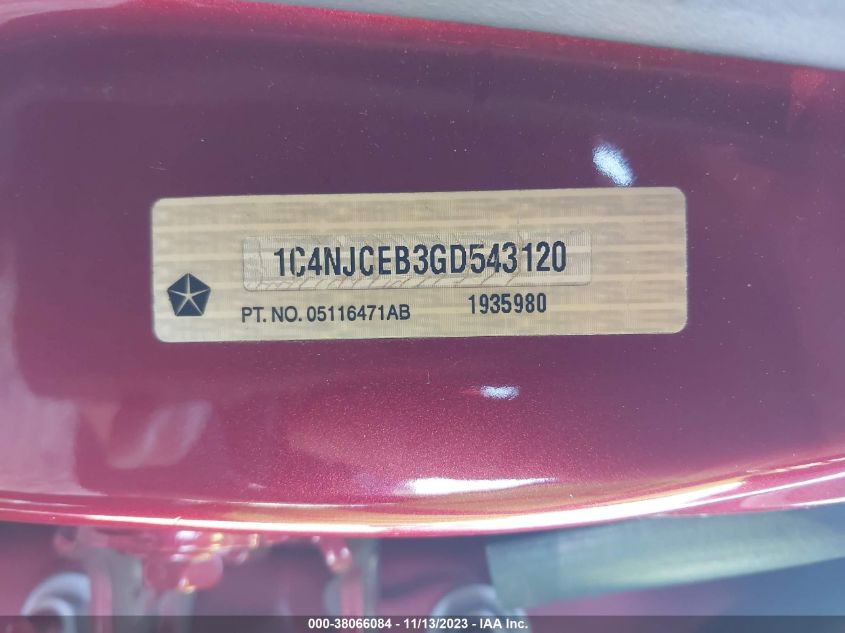 1C4NJCEB3GD543120
PT. NO. 05116471AB 1935980
000-38066084 - 11/13/2023 - IAA Inc.